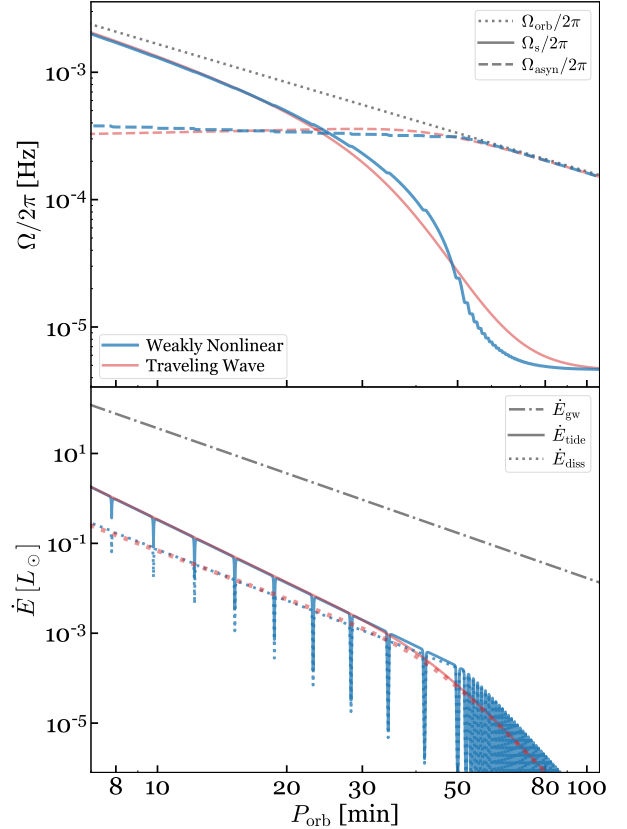 Ω_orb/2π
Ω_s/2π
Ω_asyn/2π
10^−3
10^−4
10^−5
Ω/2π [Hz]
Weakly Nonlinear
Traveling Wave
Ė_gw
Ė_tide
Ė_diss
10^1
10^−1
10^−3
10^−5
Ė [L_⊙]
8 10 20 30 50 80 100
P_orb [min]